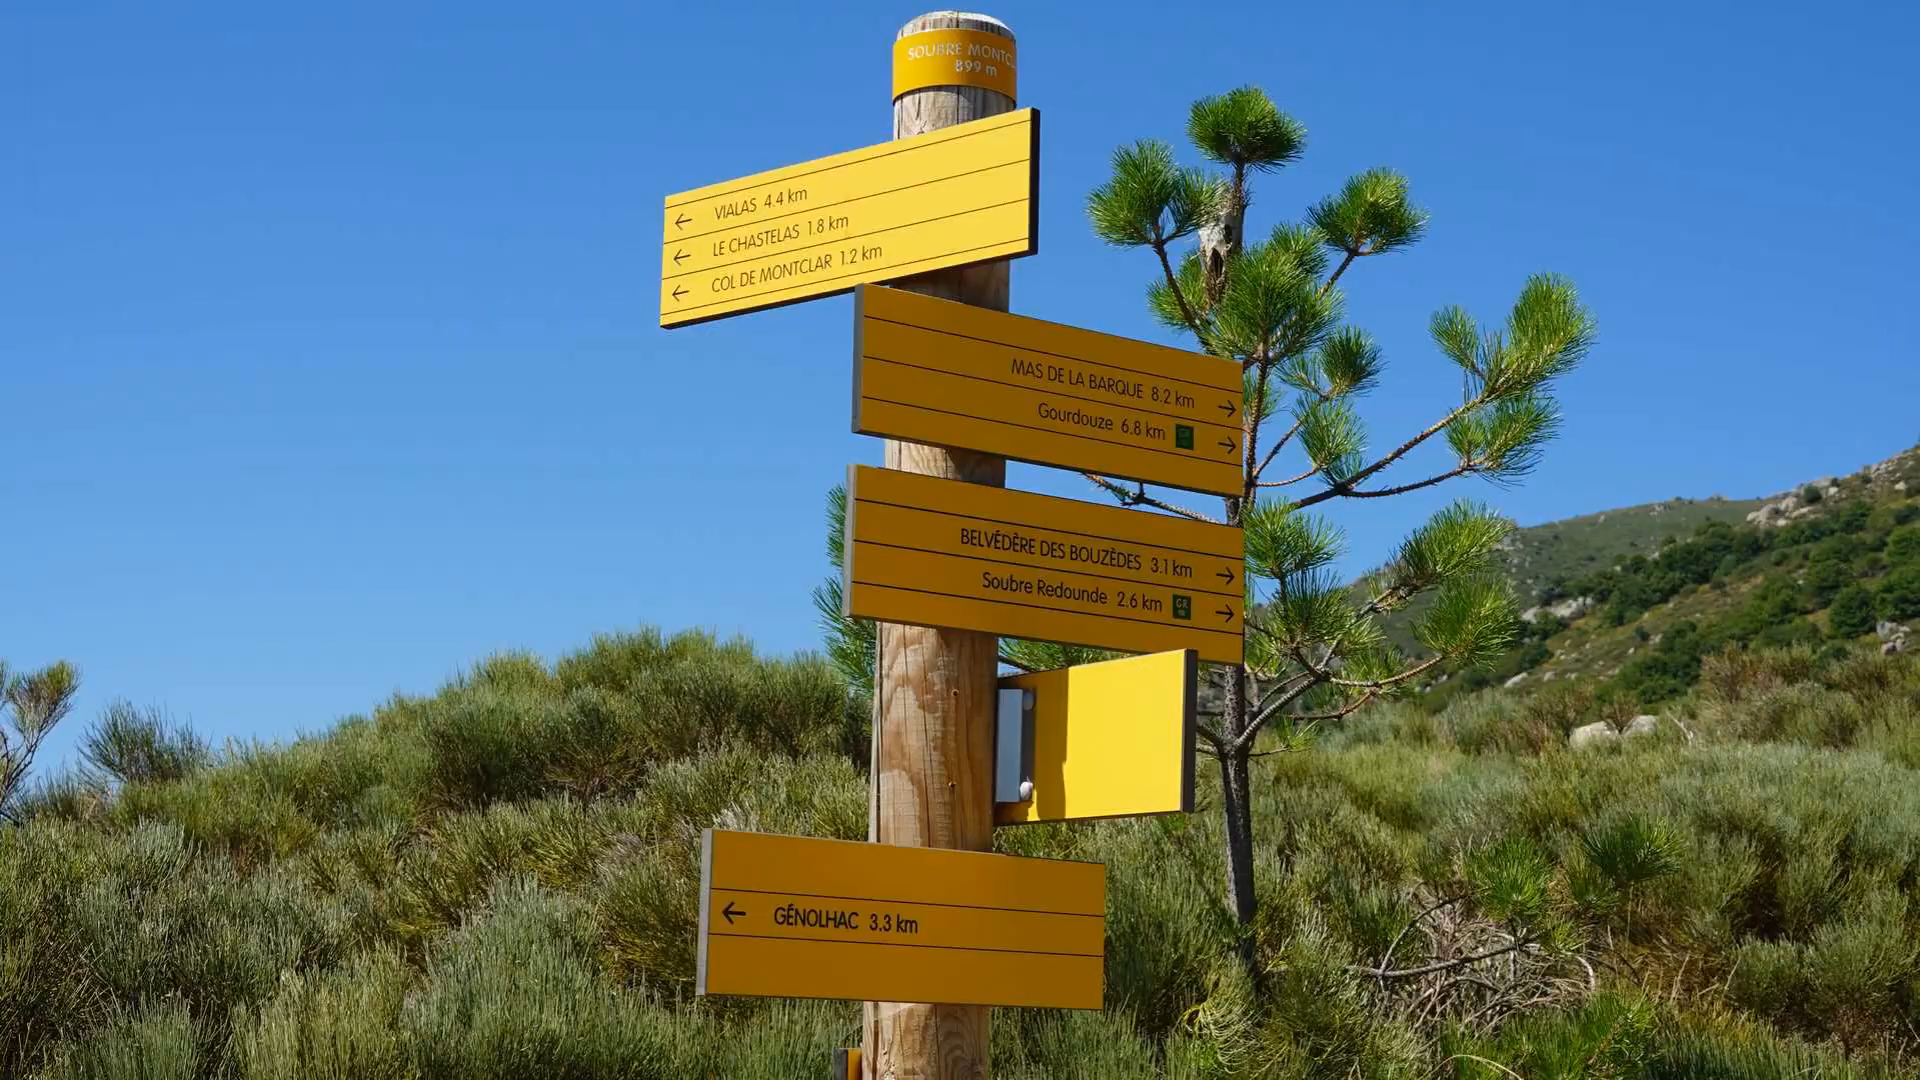 SOUBRE MONTC
899 m
VIALAS 4.4 km
LE CHASTELAS 1.8 km
COL DE MONTCLAR 1.2 km
MAS DE LA BARQUE 8.2 km
Gourdouze 6.8 km
BELVÉDÈRE DES BOUZÈDES 3.1 km
Soubre Redounde 2.6 km GR
GÉNOLHAC 3.3 km